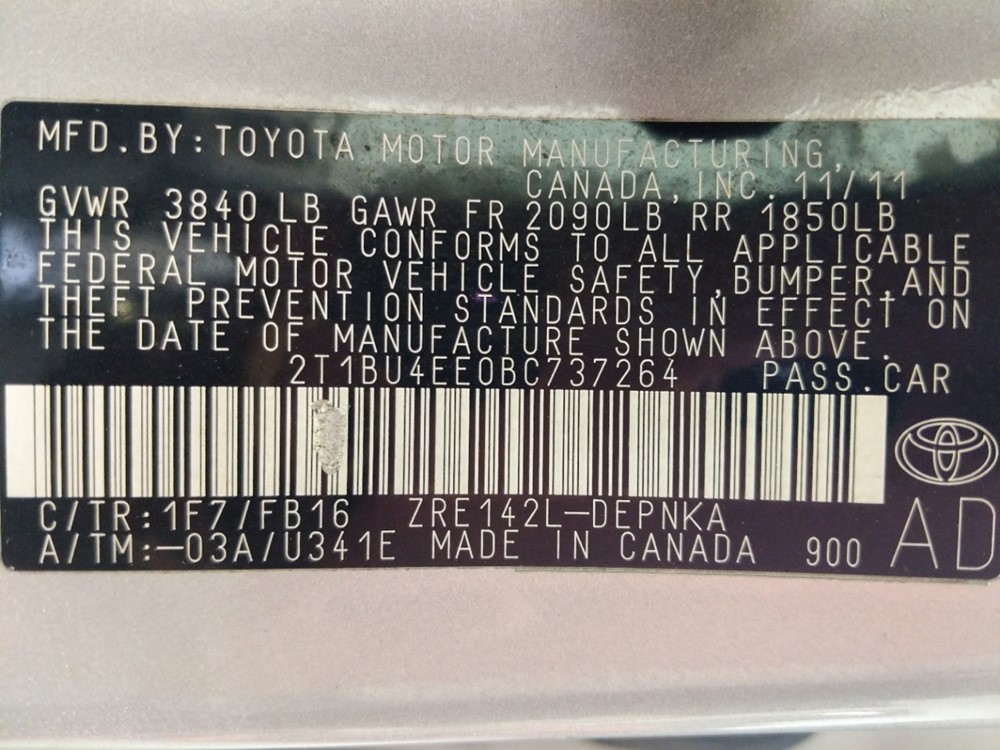 MFD.BY:TOYOTA MOTOR MANUFACTURING,
CANADA,INC. 11/11
GVWR 3840 LB GAWR FR 2090LB RR 1850LB
THIS VEHICLE CONFORMS TO ALL APPLICABLE
FEDERAL MOTOR VEHICLE SAFETY,BUMPER,AND
THEFT PREVENTION STANDARDS IN EFFECT ON
THE DATE OF MANUFACTURE SHOWN ABOVE.
2T1BU4EE0BC737264 PASS.CAR
C/TR:1F7/FB16 ZRE142L-DEPNKA
A/TM:-03A/U341E MADE IN CANADA 900 AD